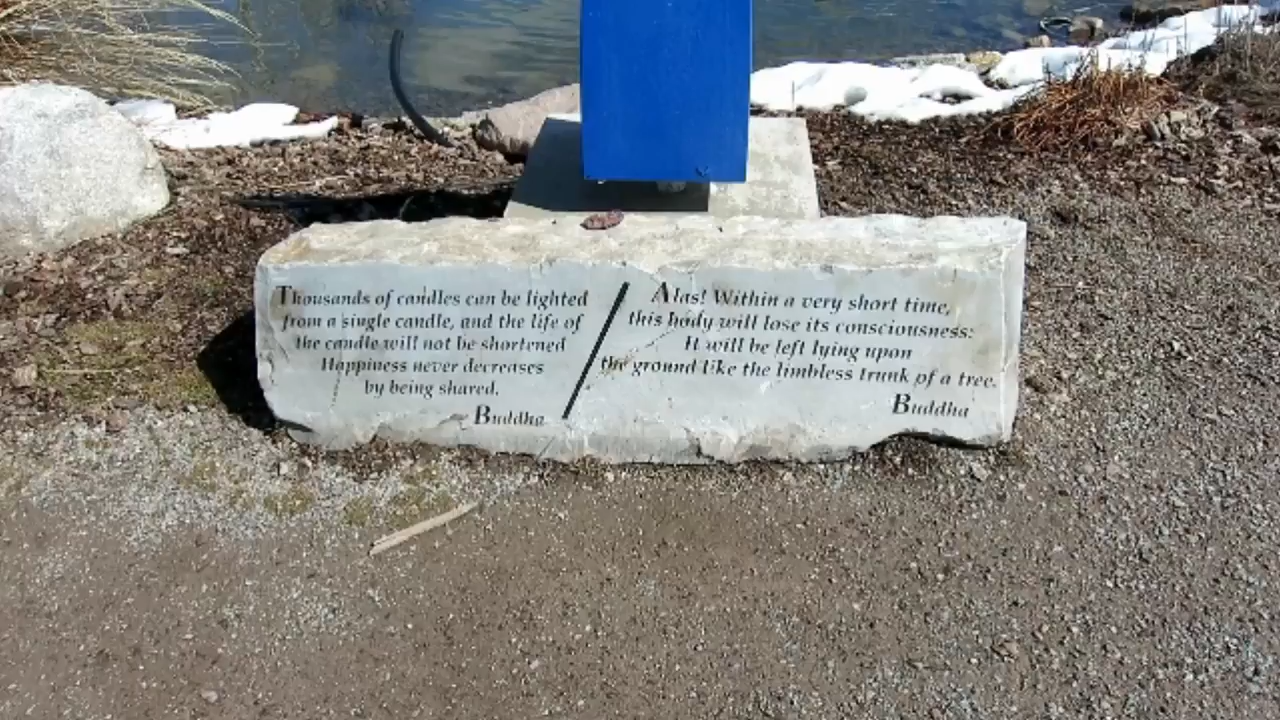 Thousands of candles can be lighted
from a single candle, and the life of
the candle will not be shortened
Happiness never decreases
by being shared.
Buddha
Alas! Within a very short time,
this body will lose its consciousness:
It will be left lying upon
the ground like the limbless trunk of a tree.
Buddha